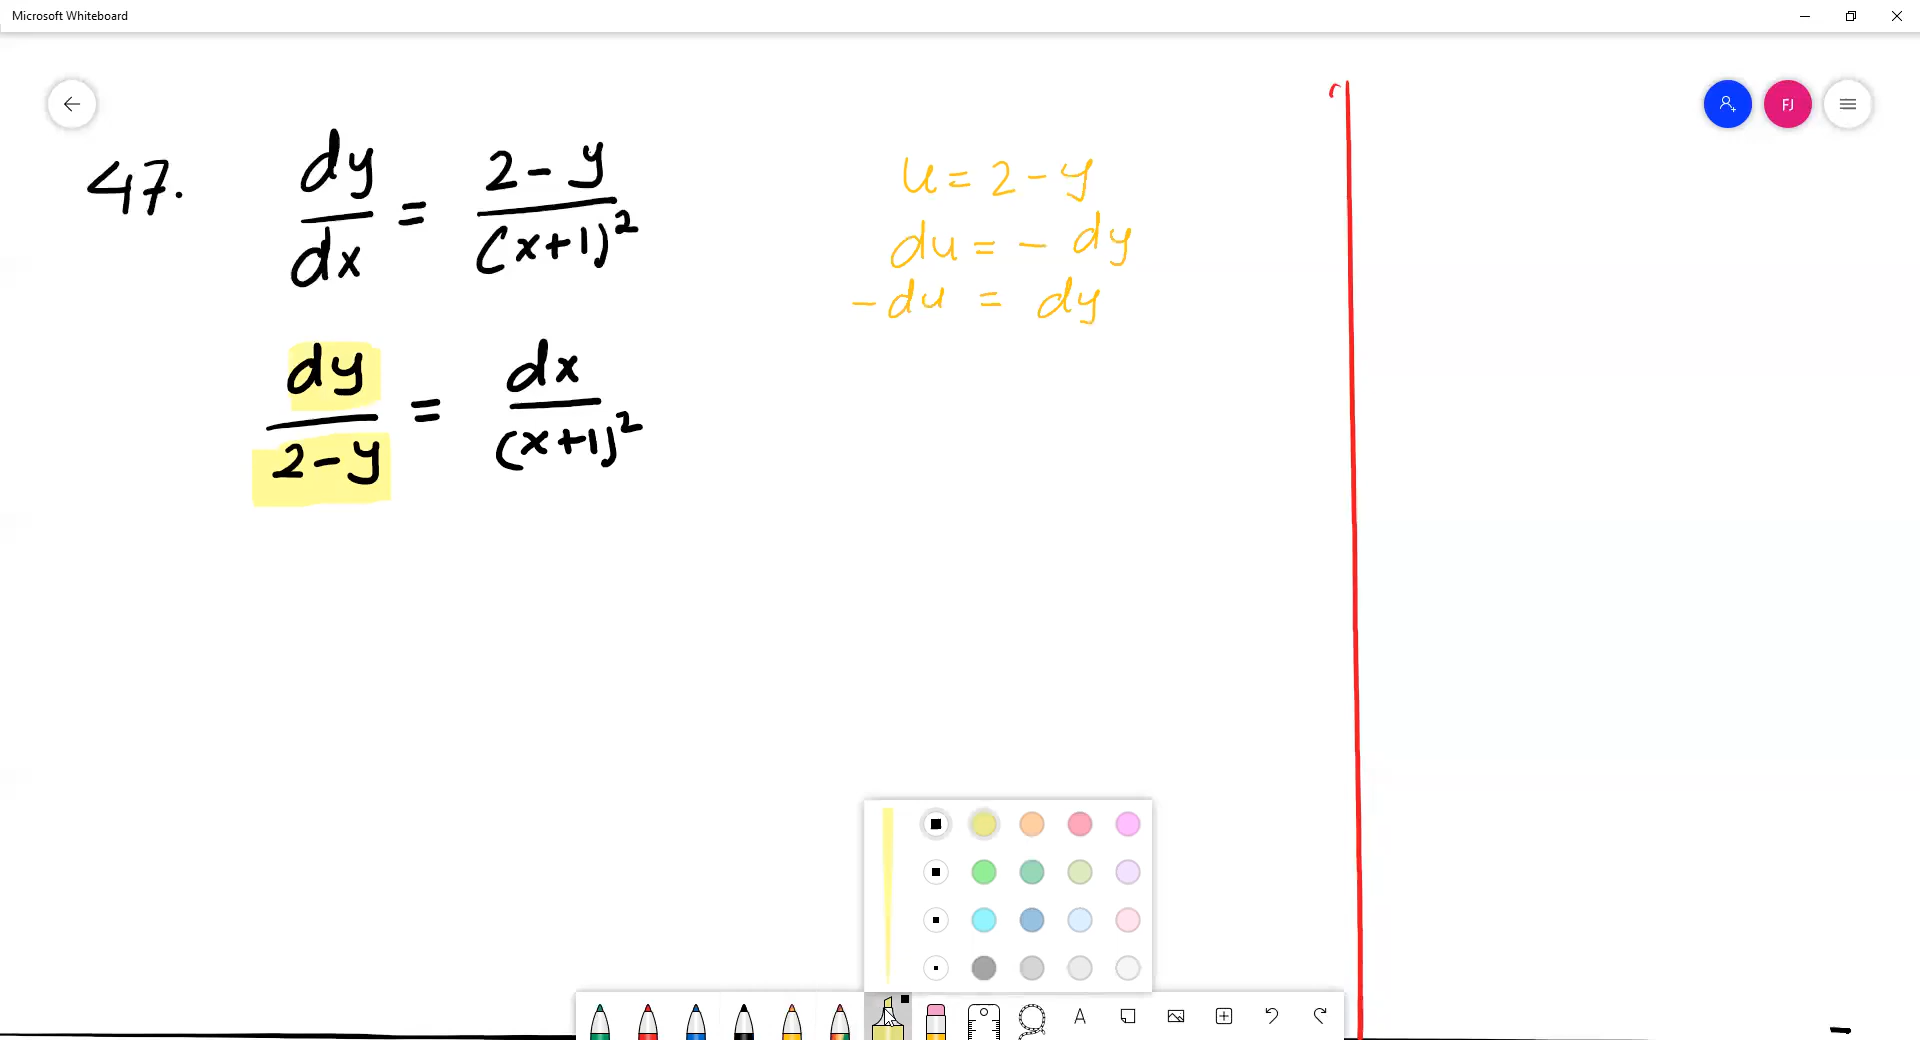 Microsoft Whiteboard
FJ
47. dy/dx = (2 - y)/(x+1)²
u = 2 - y
du = - dy
- du = dy
dy/(2 - y) = dx/(x+1)²
A